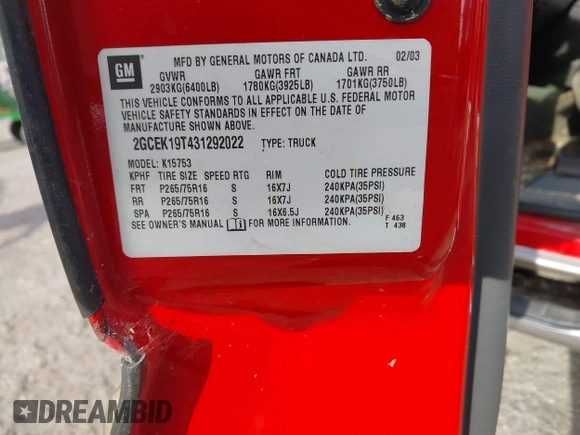 GM
MFD BY GENERAL MOTORS OF CANADA LTD. 02/03
GVWR GAWR FRT GAWR RR
2903KG(6400LB) 1780KG(3925LB) 1701KG(3750LB)
THIS VEHICLE CONFORMS TO ALL APPLICABLE U.S. FEDERAL MOTOR
VEHICLE SAFETY STANDARDS IN EFFECT ON THE DATE OF
MANUFACTURE SHOWN ABOVE.
2GCEK19T431292022 TYPE: TRUCK
MODEL: K15753
KPHF TIRE SIZE SPEED RTG RIM COLD TIRE PRESSURE
FRT P265/75R16 S 16X7J 240KPA(35PSI)
RR P265/75R16 S 16X7J 240KPA(35PSI)
SPA P265/75R16 S 16X6.5J 240KPA(35PSI)
SEE OWNER'S MANUAL FOR MORE INFORMATION F 463
T 438
DREAMBID